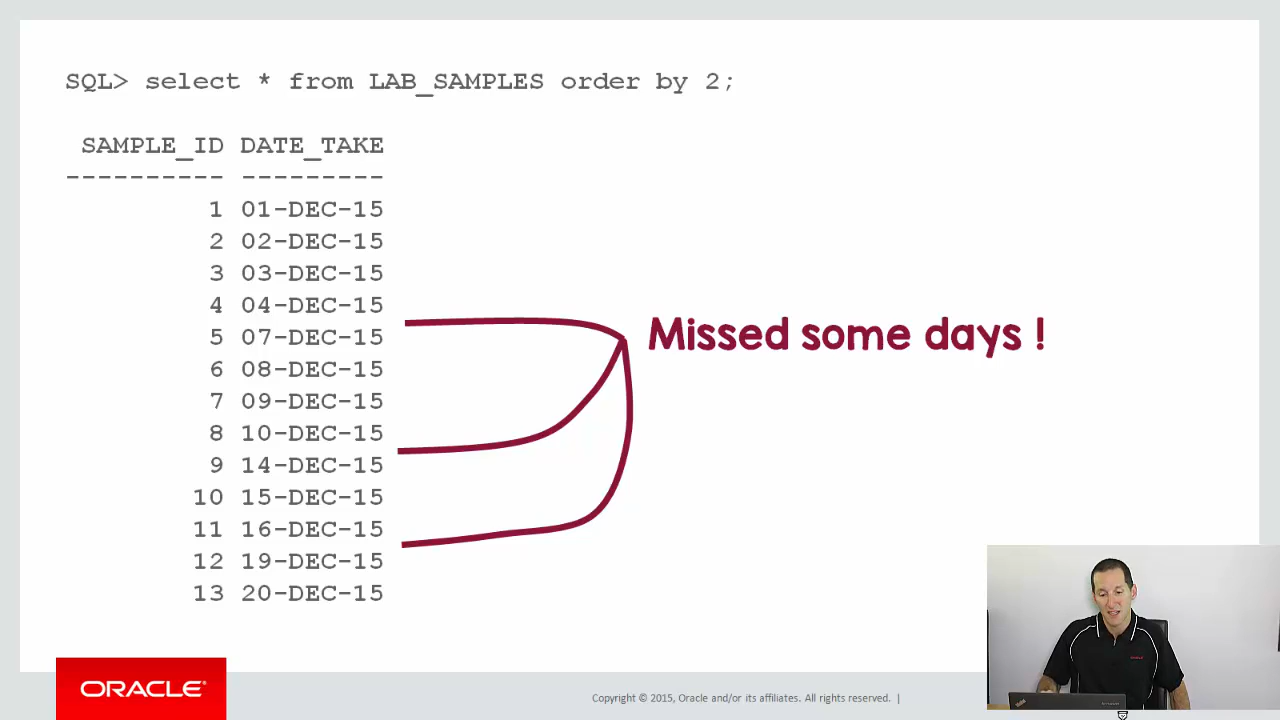 SQL> select * from LAB_SAMPLES order by 2;
SAMPLE_ID DATE_TAKE
---------- ---------
1 01-DEC-15
2 02-DEC-15
3 03-DEC-15
4 04-DEC-15
5 07-DEC-15
6 08-DEC-15
7 09-DEC-15
8 10-DEC-15
9 14-DEC-15
10 15-DEC-15
11 16-DEC-15
12 19-DEC-15
13 20-DEC-15
Missed some days !
ORACLE®
Copyright © 2015, Oracle and/or its affiliates. All rights reserved. |